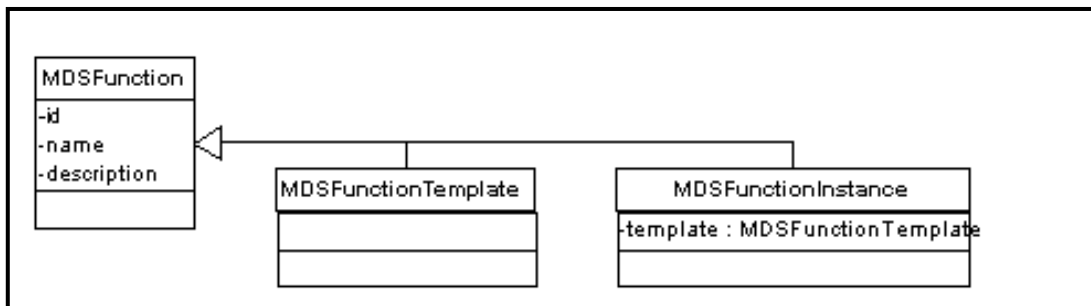 MDSFunction
-id
-name
-description
MDSFunctionTemplate
MDSFunctionInstance
-template : MDSFunctionTemplate